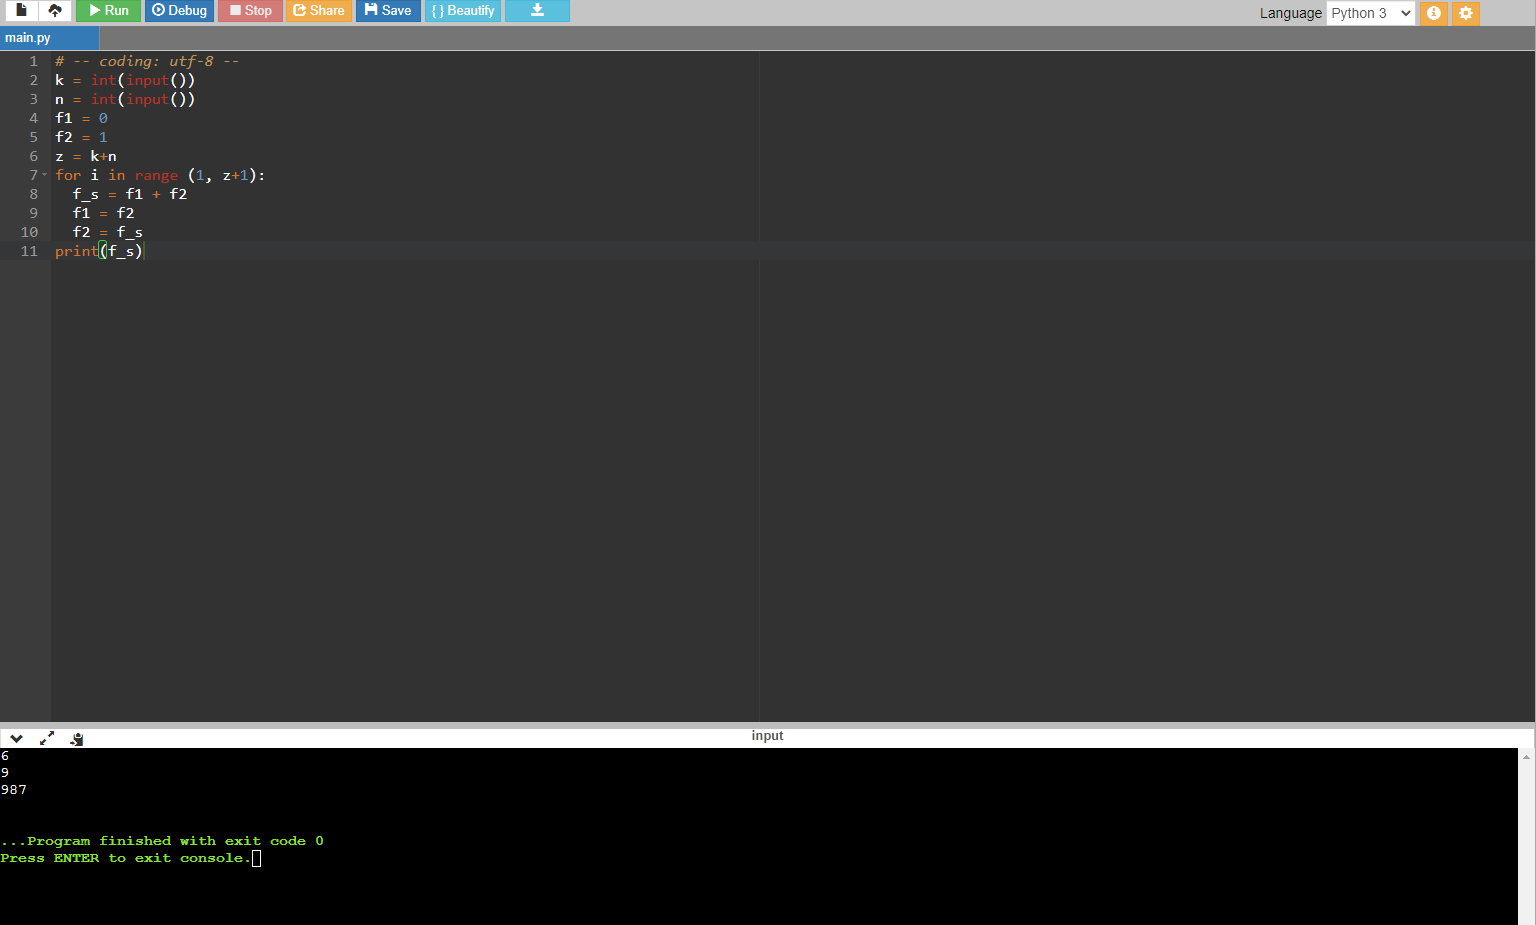 Run Debug Stop Share Save { } Beautify Language Python 3
main.py
1 # -- coding: utf-8 --
2 k = int(input())
3 n = int(input())
4 f1 = 0
5 f2 = 1
6 z = k+n
7 for i in range (1, z+1):
8 f_s = f1 + f2
9 f1 = f2
10 f2 = f_s
11 print(f_s)
input
6
9
987
...Program finished with exit code 0
Press ENTER to exit console.